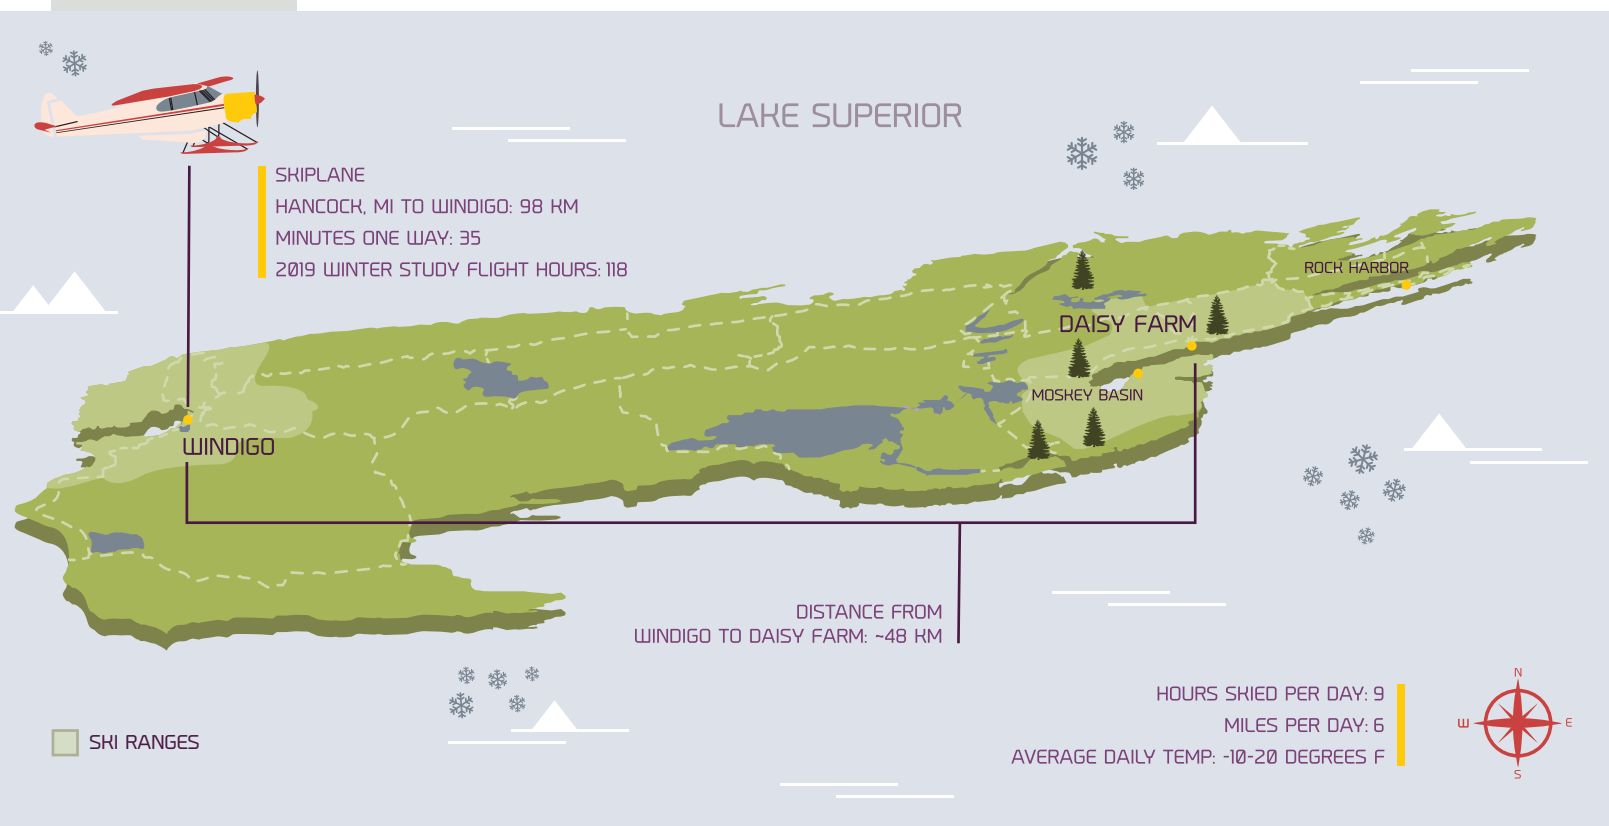 LAKE SUPERIOR
SKIPLANE
HANCOCK, MI TO WINDIGO: 98 KM
MINUTES ONE WAY: 35
2019 WINTER STUDY FLIGHT HOURS: 118
ROCK HARBOR
DAISY FARM
MOSKEY BASIN
WINDIGO
DISTANCE FROM
WINDIGO TO DAISY FARM: ~48 KM
HOURS SKIED PER DAY: 9
MILES PER DAY: 6
AVERAGE DAILY TEMP: -10-20 DEGREES F
SKI RANGES
N
W
E
S